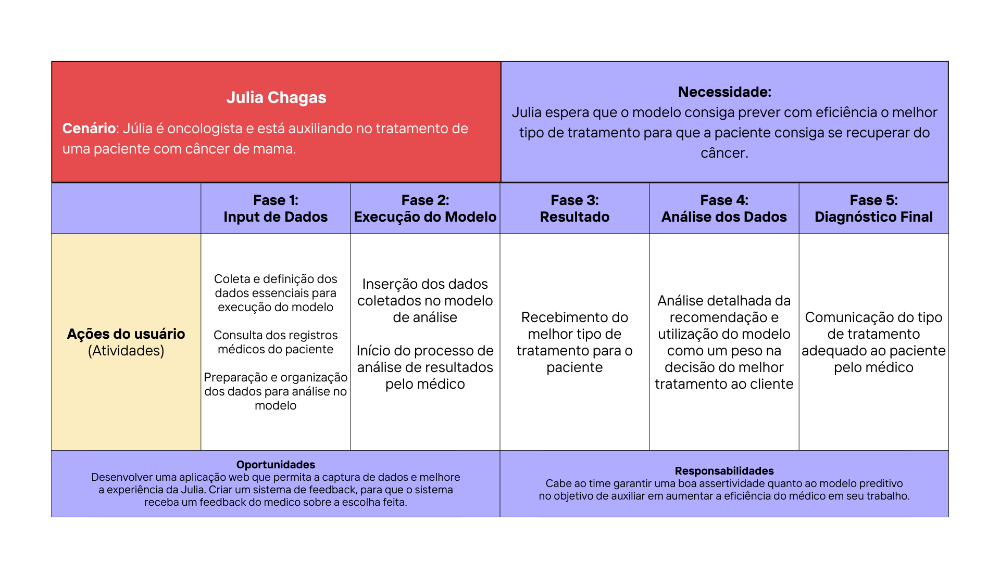 Julia Chagas
Cenário: Júlia é oncologista e está auxiliando no tratamento de
uma paciente com câncer de mama.
Necessidade:
Julia espera que o modelo consiga prever com eficiência o melhor
tipo de tratamento para que a paciente consiga se recuperar do
câncer.
Fase 1:
Input de Dados
Fase 2:
Execução do Modelo
Fase 3:
Resultado
Fase 4:
Análise dos Dados
Fase 5:
Diagnóstico Final
Ações do usuário
(Atividades)
Coleta e definição dos
dados essenciais para
execução do modelo
Consulta dos registros
médicos do paciente
Preparação e organização
dos dados para análise no
modelo
Inserção dos dados
coletados no modelo
de análise
Início do processo de
análise de resultados
pelo médico
Recebimento do
melhor tipo de
tratamento para o
paciente
Análise detalhada da
recomendação e
utilização do modelo
como um peso na
decisão do melhor
tratamento ao cliente
Comunicação do tipo
de tratamento
adequado ao paciente
pelo médico
Oportunidades
Desenvolver uma aplicação web que permita a captura de dados e melhore
a experiência da Julia. Criar um sistema de feedback, para que o sistema
receba um feedback do medico sobre a escolha feita.
Responsabilidades
Cabe ao time garantir uma boa assertividade quanto ao modelo preditivo
no objetivo de auxiliar em aumentar a eficiência do médico em seu trabalho.